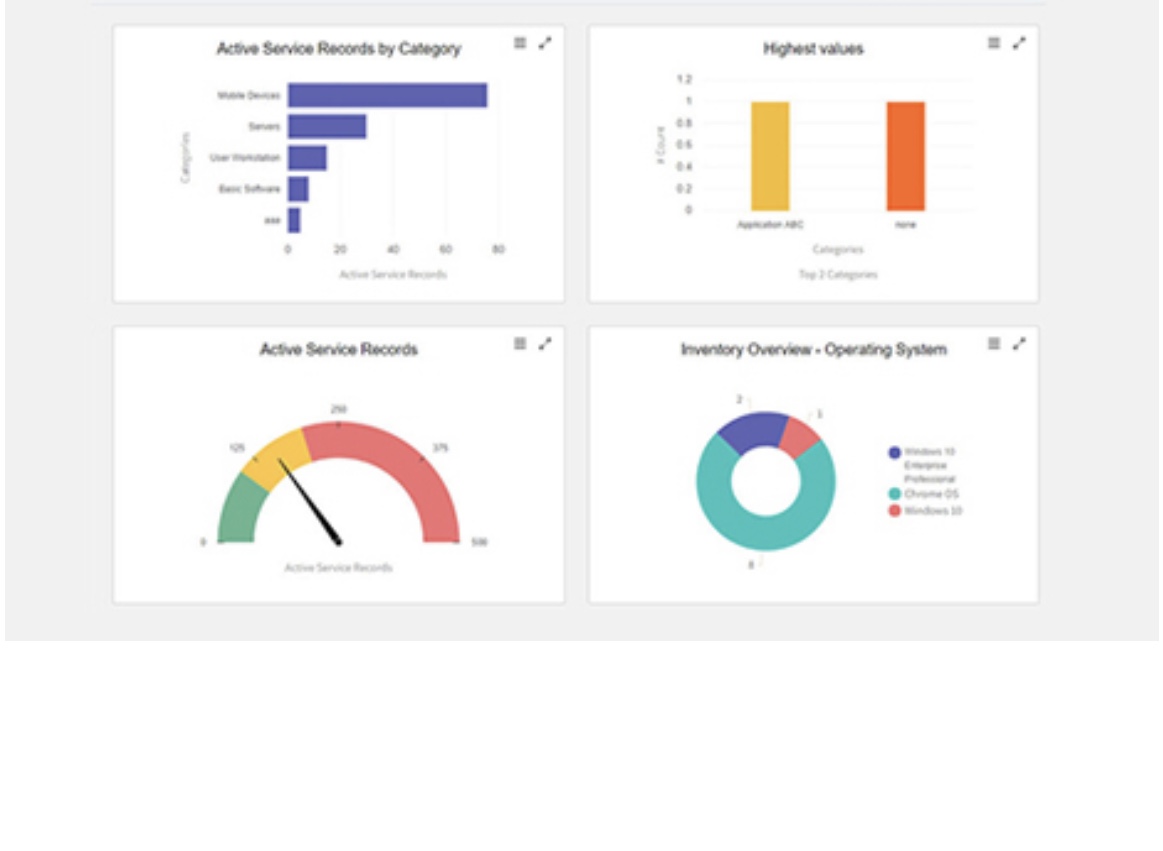 Active Service Records by Category
Categories
Mobile Devices
Servers
User Workstation
Basic Software
###
0 20 40 60 80
Active Service Records
Highest values
# Count
1.2
1
0.8
0.6
0.4
0.2
0
Application ABC none
Categories
Top 2 Categories
Active Service Records
250
125 375
0 500
Active Service Records
Inventory Overview - Operating System
2 1
Windows 10
Enterprise
Professional
Chrome OS
Windows 10
8